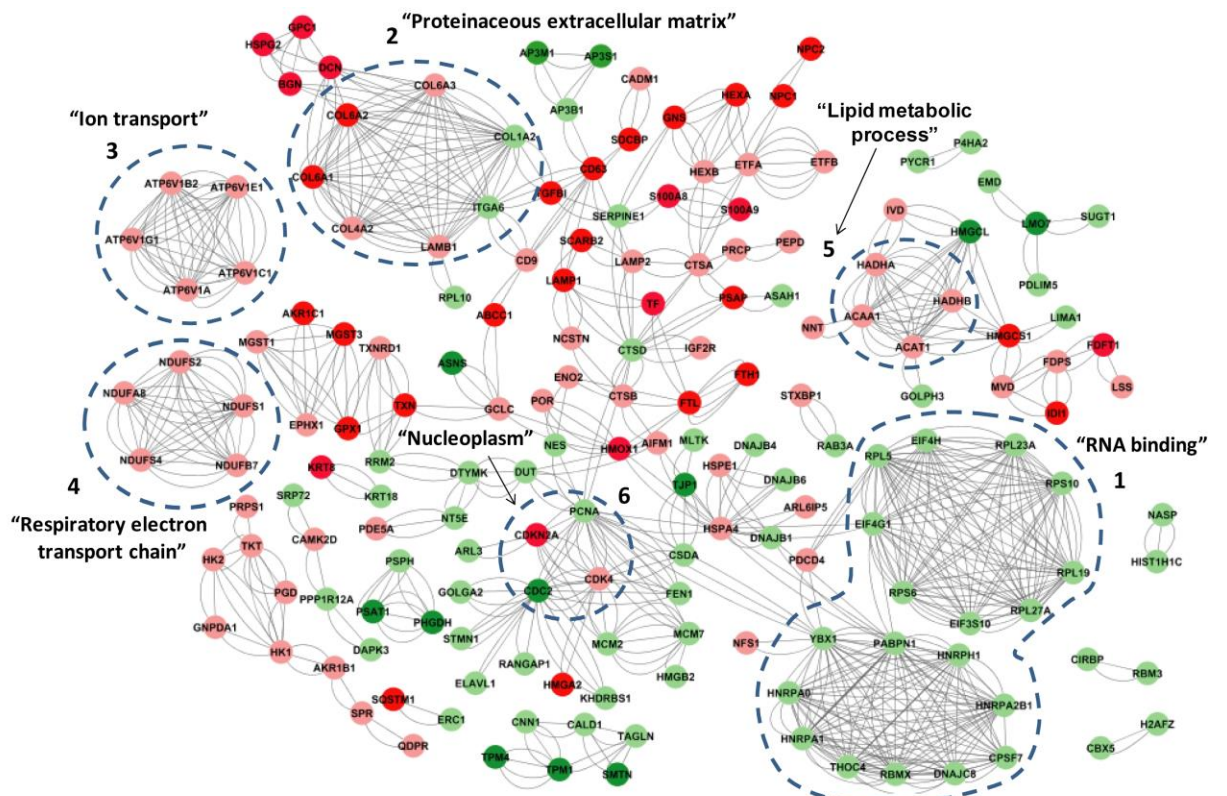 “Proteinaceous extracellular matrix”
2
GPC1
HSPG2
DCN
BGN
COL6A3
COL6A2
COL1A2
COL6A1
ITGA6
COL4A2
LAMB1
RPL10
AP3M1
AP3S1
AP3B1
CADM1
SDCBP
CD63
TGFBI
SERPINE1
CD9
NPC2
NPC1
HEXA
GNS
HEXB
ETFA
ETFB
S100A8
S100A9
“Ion transport”
3
ATP6V1B2
ATP6V1E1
ATP6V1G1
ATP6V1C1
ATP6V1A
“Lipid metabolic
process”
5
PYCR1
P4HA2
EMD
LMO7
SUGT1
PDLIM5
IVD
HMGCL
HADHA
HADHB
ACAA1
ACAT1
NNT
GOLPH3
HMGCS1
LIMA1
FDFT1
FDPS
MVD
LSS
IDI1
SCARB2
LAMP2
LAMP1
CTSA
PRCP
PEPD
TF
PSAP
ASAH1
ABCC1
NCSTN
CTSD
IGF2R
ENO2
POR
CTSB
FTL
FTH1
STXBP1
RAB3A
AKR1C1
MGST3
MGST1
TXNRD1
ASNS
EPHX1
GPX1
TXN
GCLC
NES
HMOX1
AIFM1
MLTK
DNAJB4
HSPE1
DNAJB6
TJP1
ARL6IP5
HSPA4
DNAJB1
CSDA
PDCD4
NDUFS2
NDUFA8
NDUFS1
NDUFS4
NDUFB7
4
“Respiratory electron
transport chain”
KRT8
KRT18
RRM2
DTYMK
DUT
NT5E
PDE5A
ARL3
“Nucleoplasm”
6
PCNA
CDKN2A
CDK4
CDC2
GOLGA2
STMN1
ELAVL1
RANGAP1
HMGA2
KHDRBS1
FEN1
MCM2
MCM7
HMGB2
SRP72
PRPS1
TKT
HK2
CAMK2D
PGD
GNPDA1
HK1
AKR1B1
PPP1R12A
DAPK3
PSPH
PSAT1
PHGDH
SQSTM1
ERC1
SPR
QDPR
CNN1
CALD1
TAGLN
TPM4
TPM1
SMTN
“RNA binding”
1
EIF4H
RPL23A
RPL5
RPS10
EIF4G1
RPL19
RPS6
RPL27A
EIF3S10
NFS1
YBX1
PABPN1
HNRPH1
HNRPA0
HNRPA2B1
HNRPA1
CPSF7
THOC4
RBMX
DNAJC8
NASP
HIST1H1C
CIRBP
RBM3
H2AFZ
CBX5